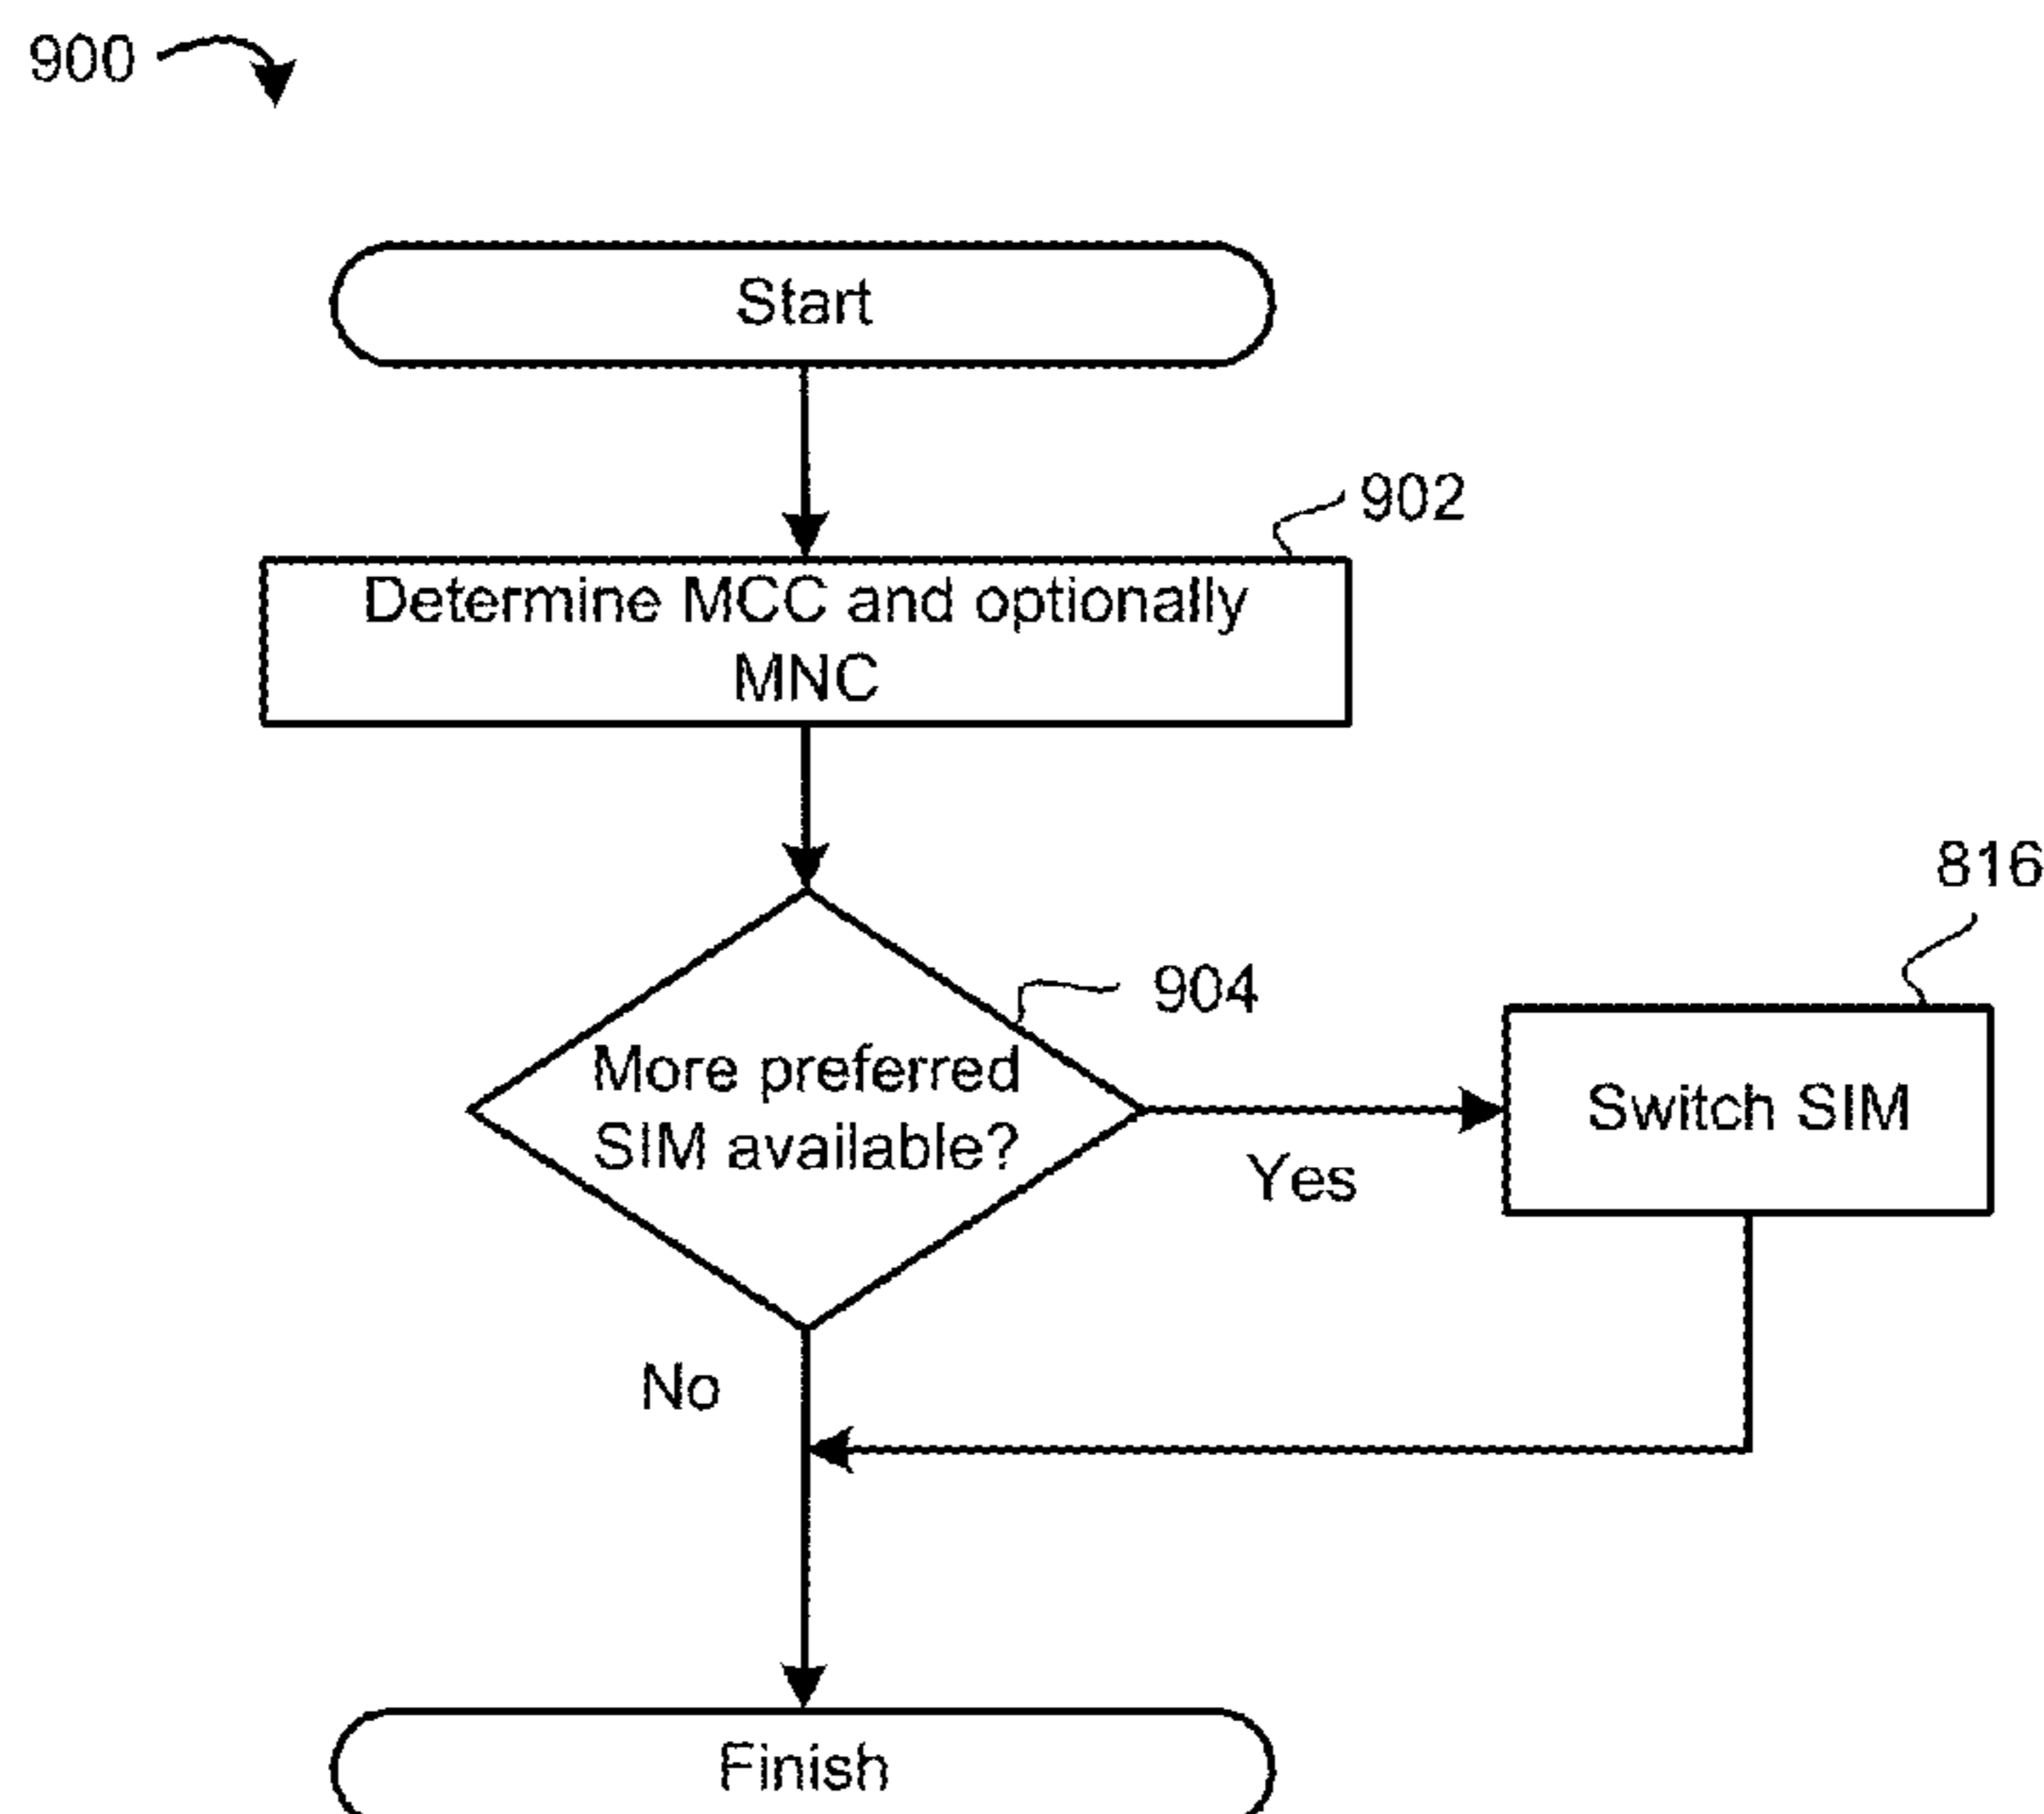 900
Start
902
Determine MCC and optionally
MNC
816
904
More preferred
SIM available?
Switch SIM
Yes
No
Finish